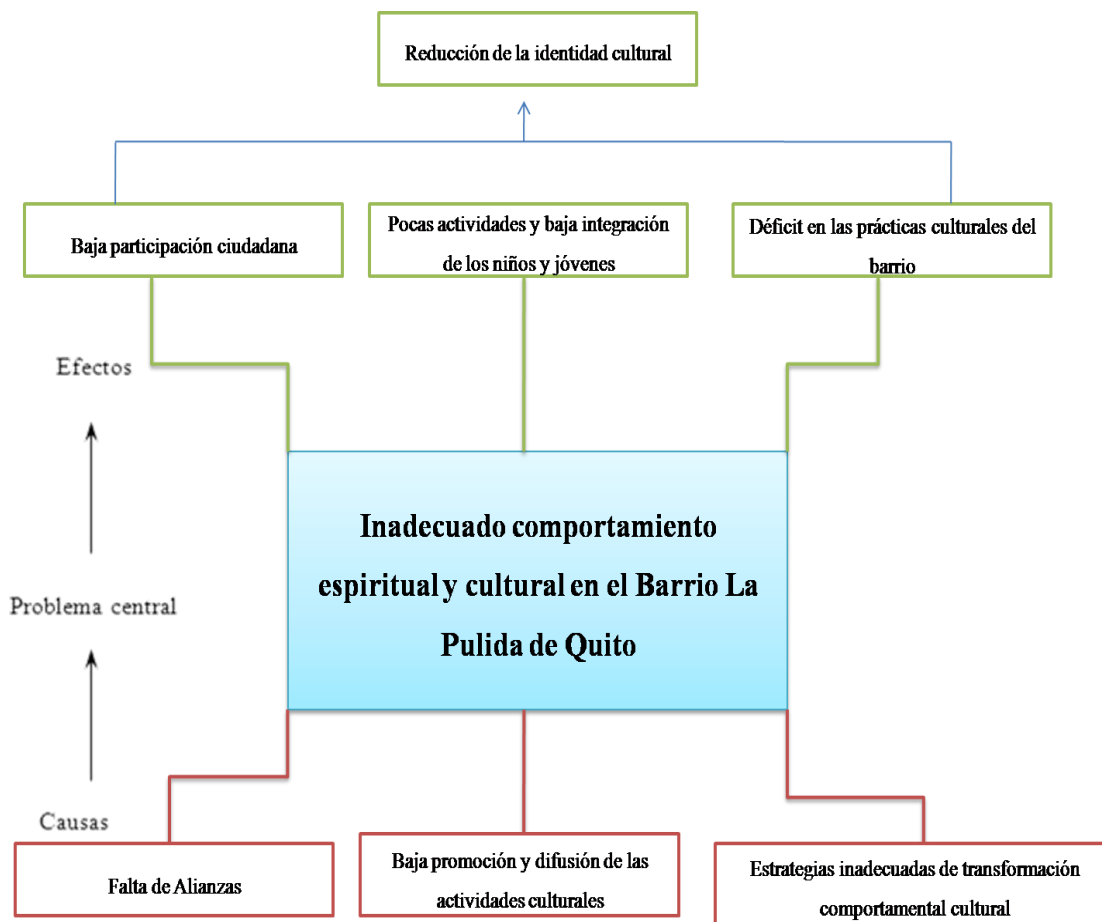 Reducción de la identidad cultural
Baja participación ciudadana
Pocas actividades y baja integración
de los niños y jóvenes
Déficit en las prácticas culturales del
barrio
Efectos
Inadecuado comportamiento
espiritual y cultural en el Barrio La
Pulida de Quito
Problema central
Causas
Falta de Alianzas
Baja promoción y difusión de las
actividades culturales
Estrategias inadecuadas de transformación
comportamental cultural